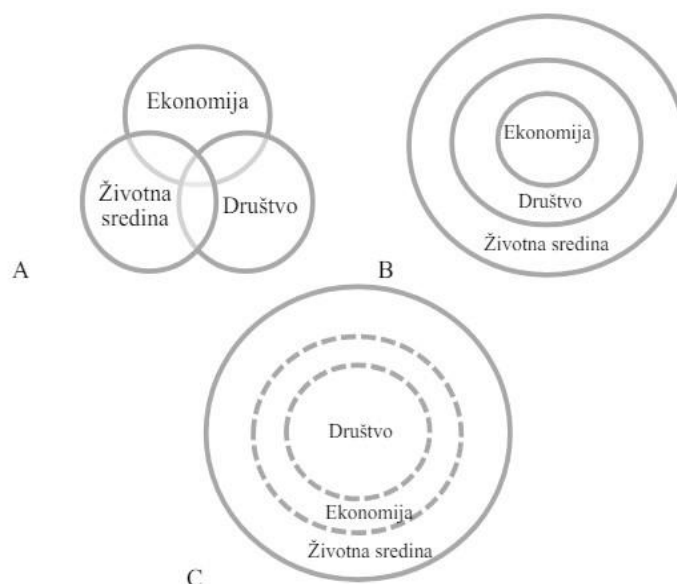 Ekonomija
Životna
sredina
Društvo
A
Ekonomija
Društvo
Životna sredina
B
Društvo
Ekonomija
Životna sredina
C